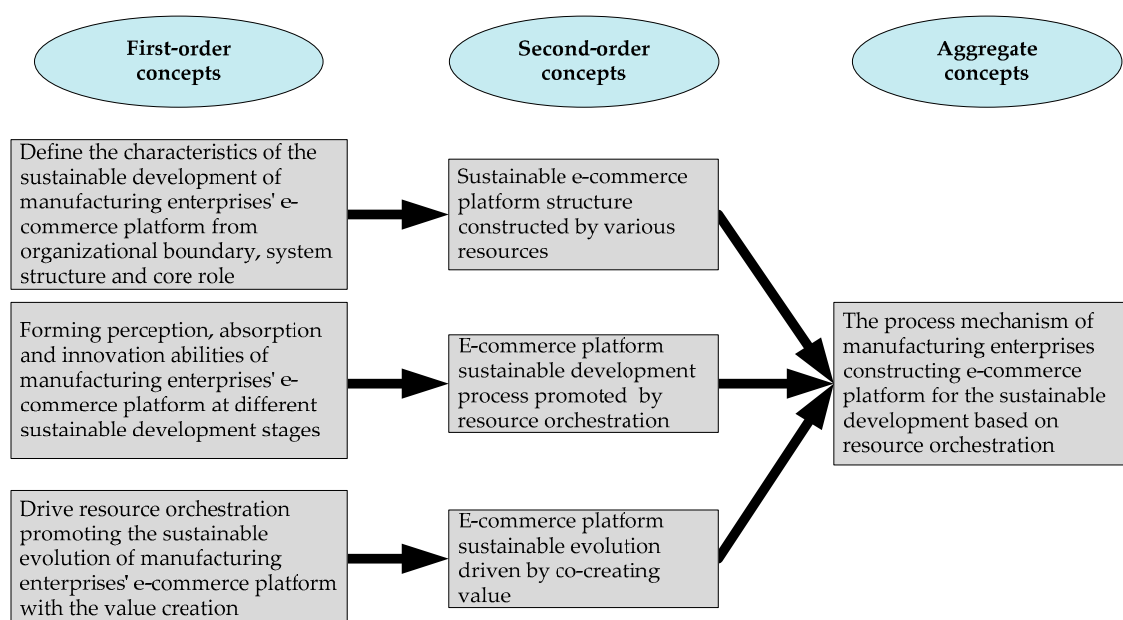 First-order
concepts
Second-order
concepts
Aggregate
concepts
Define the characteristics of the
sustainable development of
manufacturing enterprises' e-
commerce platform from
organizational boundary, system
structure and core role
Sustainable e-commerce
platform structure
constructed by various
resources
Forming perception, absorption
and innovation abilities of
manufacturing enterprises' e-
commerce platform at different
sustainable development stages
E-commerce platform
sustainable development
process promoted by
resource orchestration
The process mechanism of
manufacturing enterprises
constructing e-commerce
platform for the sustainable
development based on
resource orchestration
Drive resource orchestration
promoting the sustainable
evolution of manufacturing
enterprises' e-commerce platform
with the value creation
E-commerce platform
sustainable evolution
driven by co-creating
value